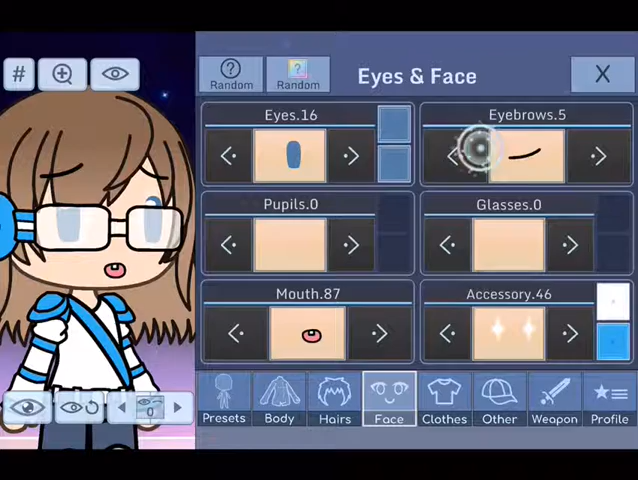 #
?
Random
?
Random
Eyes & Face
X
Eyes.16
Eyebrows.5
Pupils.0
Glasses.0
Mouth.87
Accessory.46
0
Presets
Body
Hairs
Face
Clothes
Other
Weapon
Profile